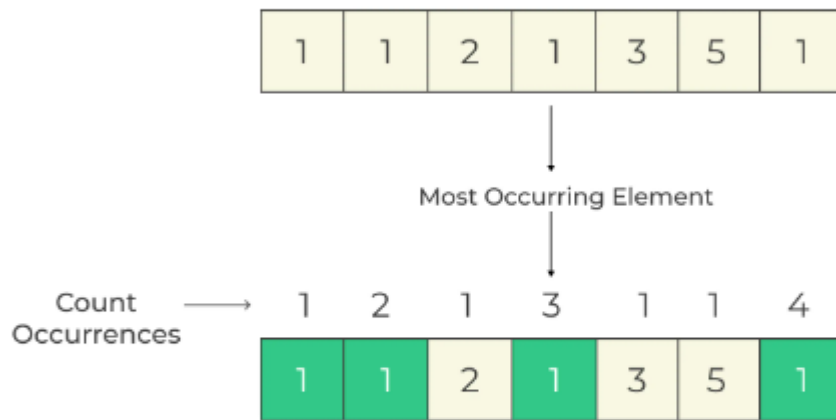 1 1 2 1 3 5 1
Most Occurring Element
Count
Occurrences
1 2 1 3 1 1 4
1 1 2 1 3 5 1